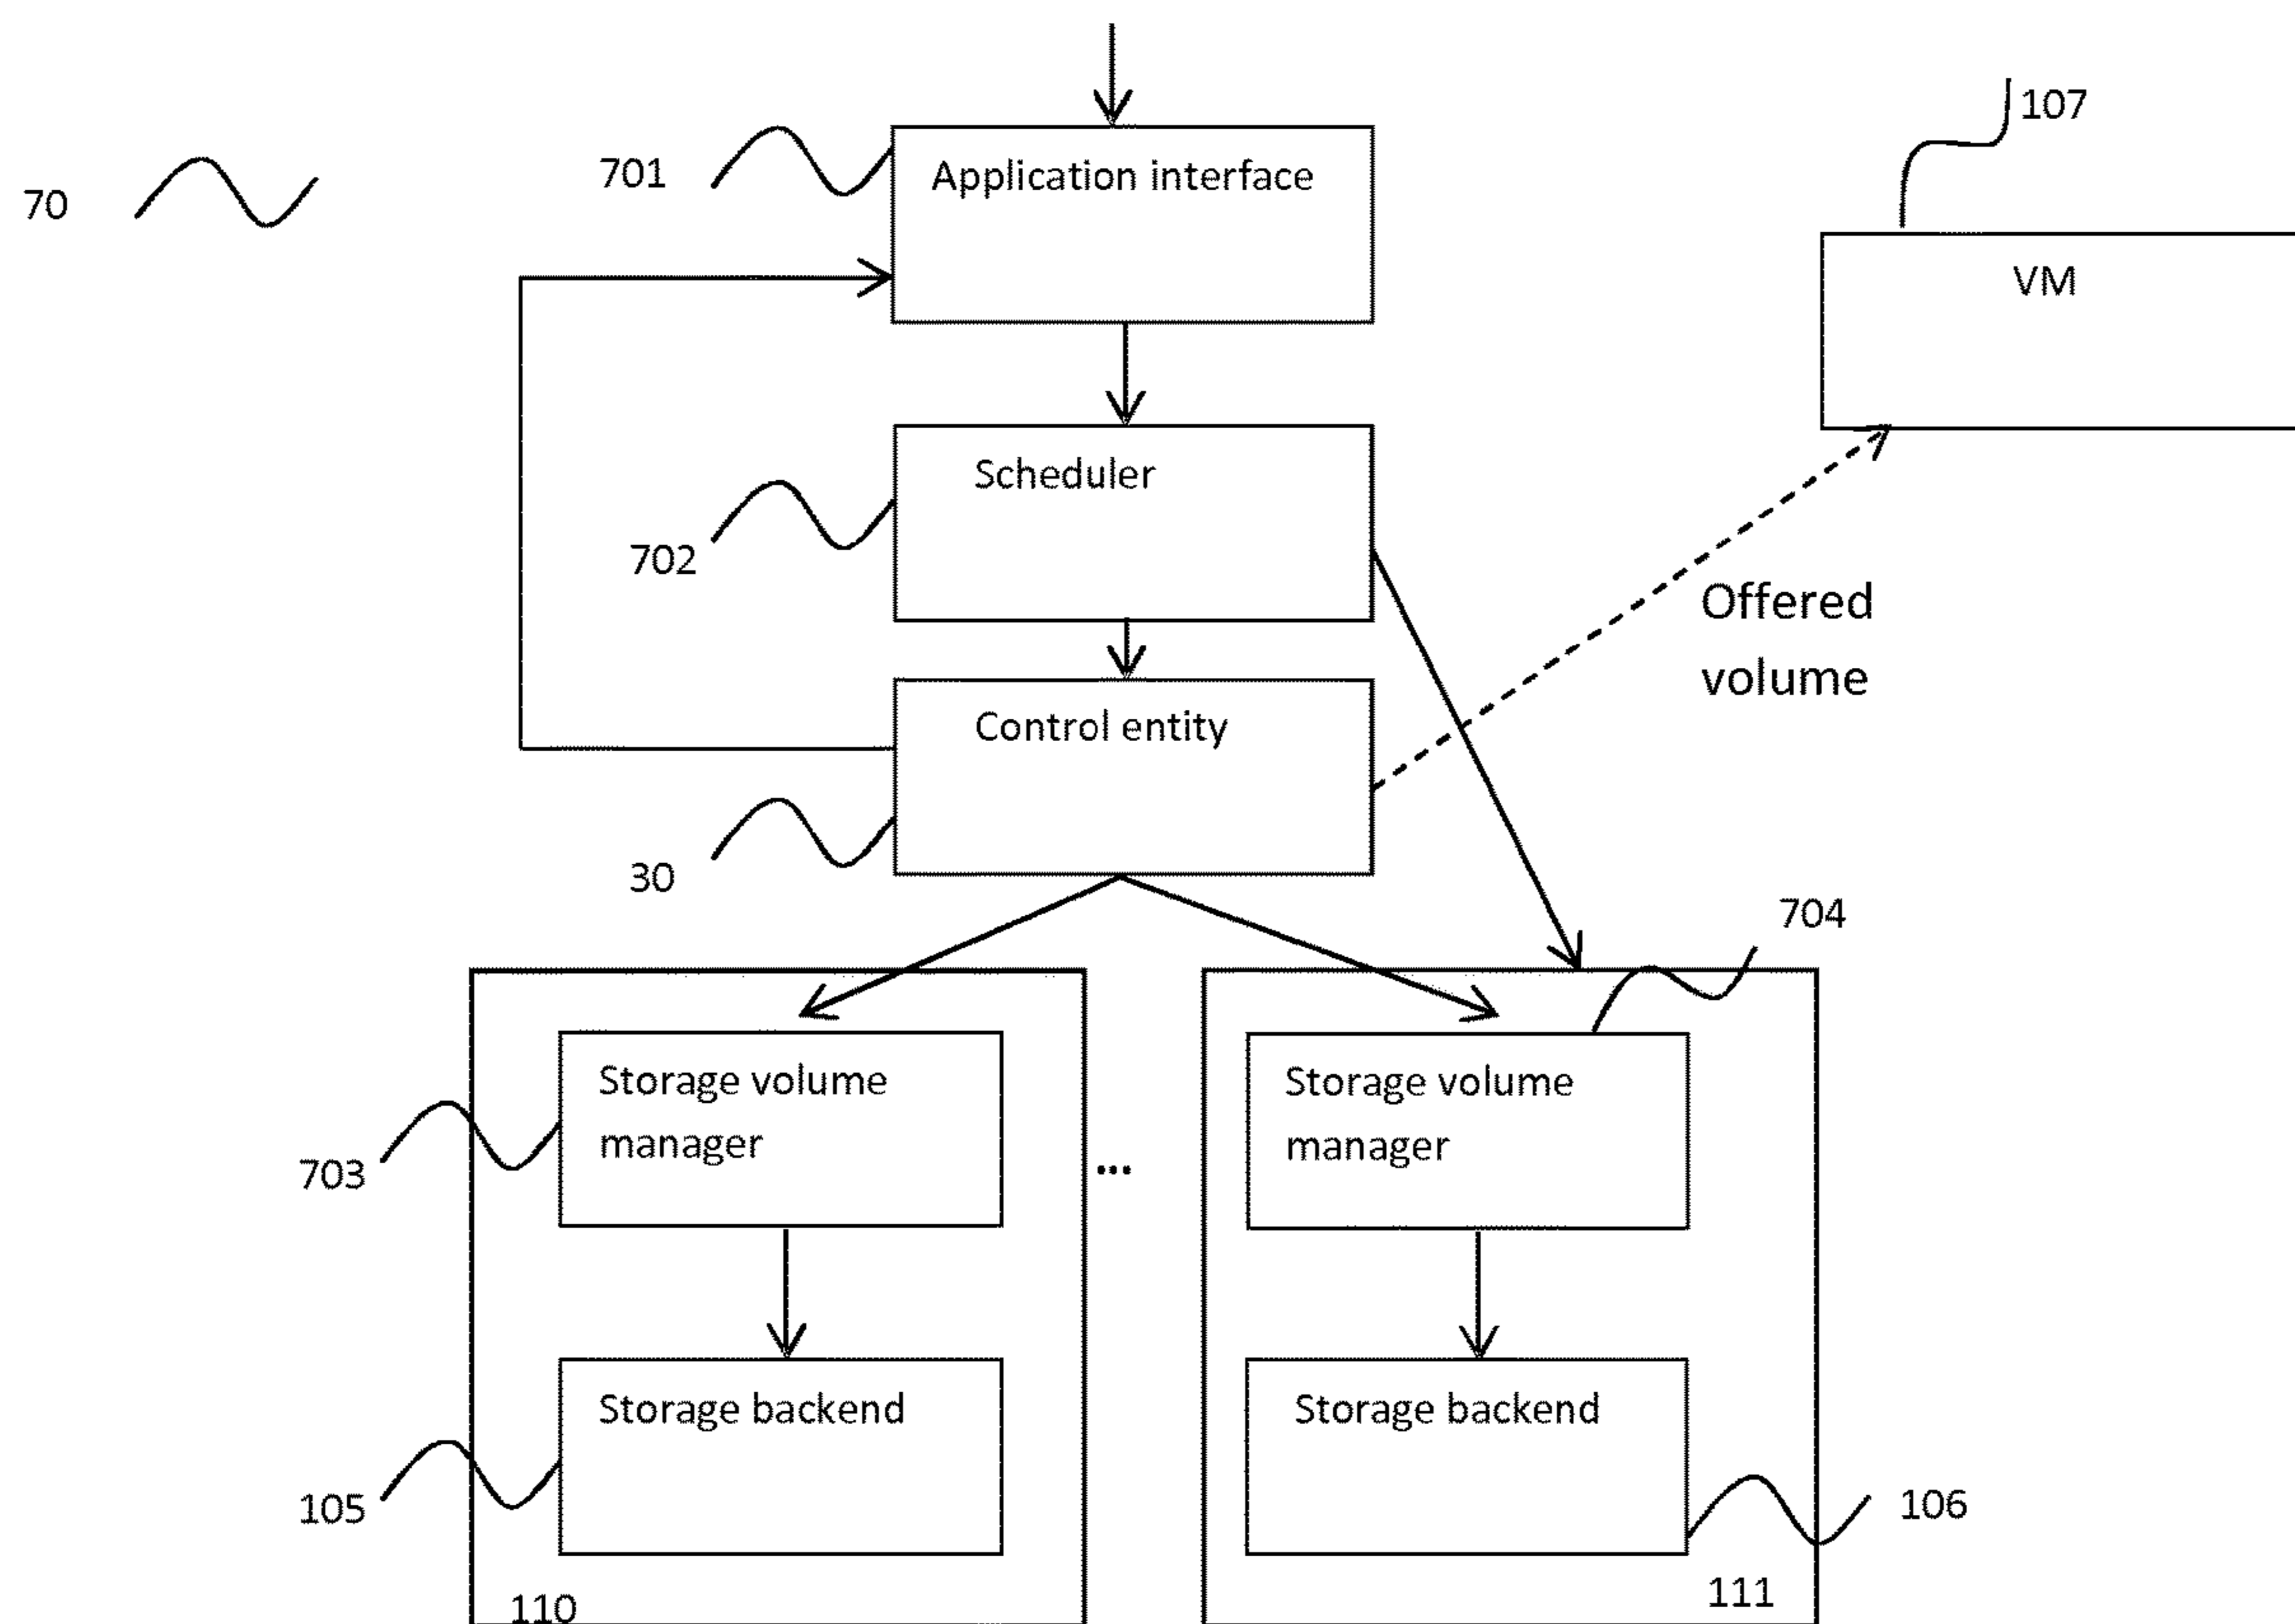 107
701
Application interface
70
VM
Scheduler
702
Offered
volume
Control entity
30
704
Storage volume
manager
Storage volume
manager
703
...
Storage backend
Storage backend
105
106
110
111